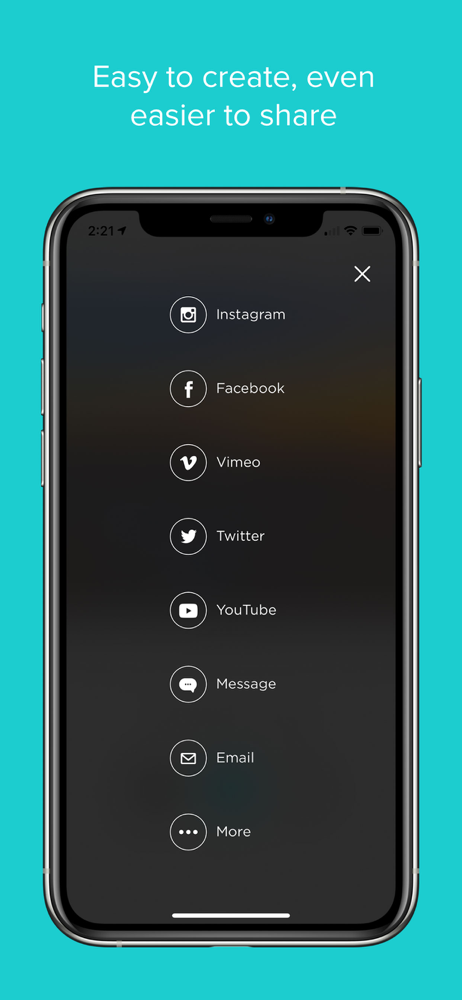 Easy to create, even
easier to share
2:21
Instagram
Facebook
Vimeo
Twitter
YouTube
Message
Email
More